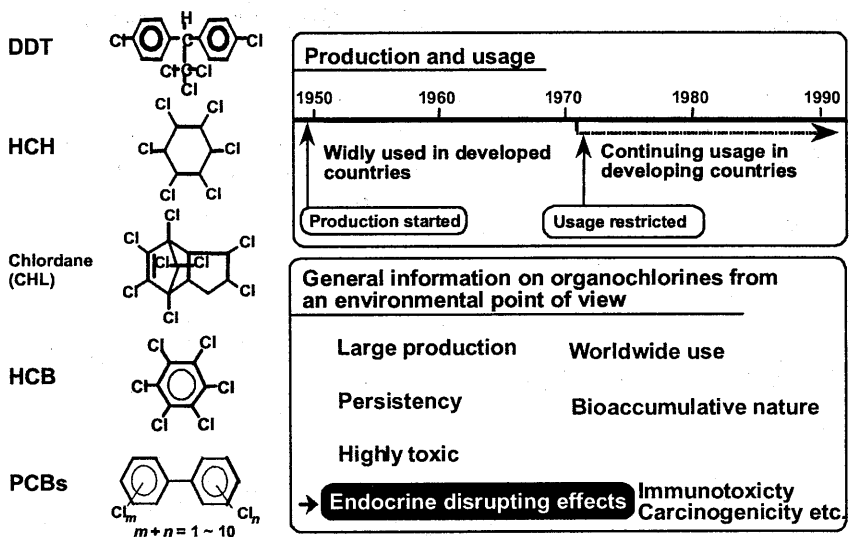 DDT
H
Cl C Cl
Cl C Cl
Cl
HCH
Cl Cl
Cl Cl
Cl Cl
Chlordane
(CHL)
Cl
Cl Cl
Cl Cl
Cl Cl
Cl
HCB
Cl Cl
Cl Cl
Cl Cl
PCBs
Clm Cln
m + n = 1 ~ 10
Production and usage
1950 1960 1970 1980 1990
Widly used in developed
countries
Continuing usage in
developing countries
Production started
Usage restricted
General information on organochlorines from
an environmental point of view
Large production
Worldwide use
Persistency
Bioaccumulative nature
Highly toxic
Endocrine disrupting effects
Immunotoxicty
Carcinogenicity etc.